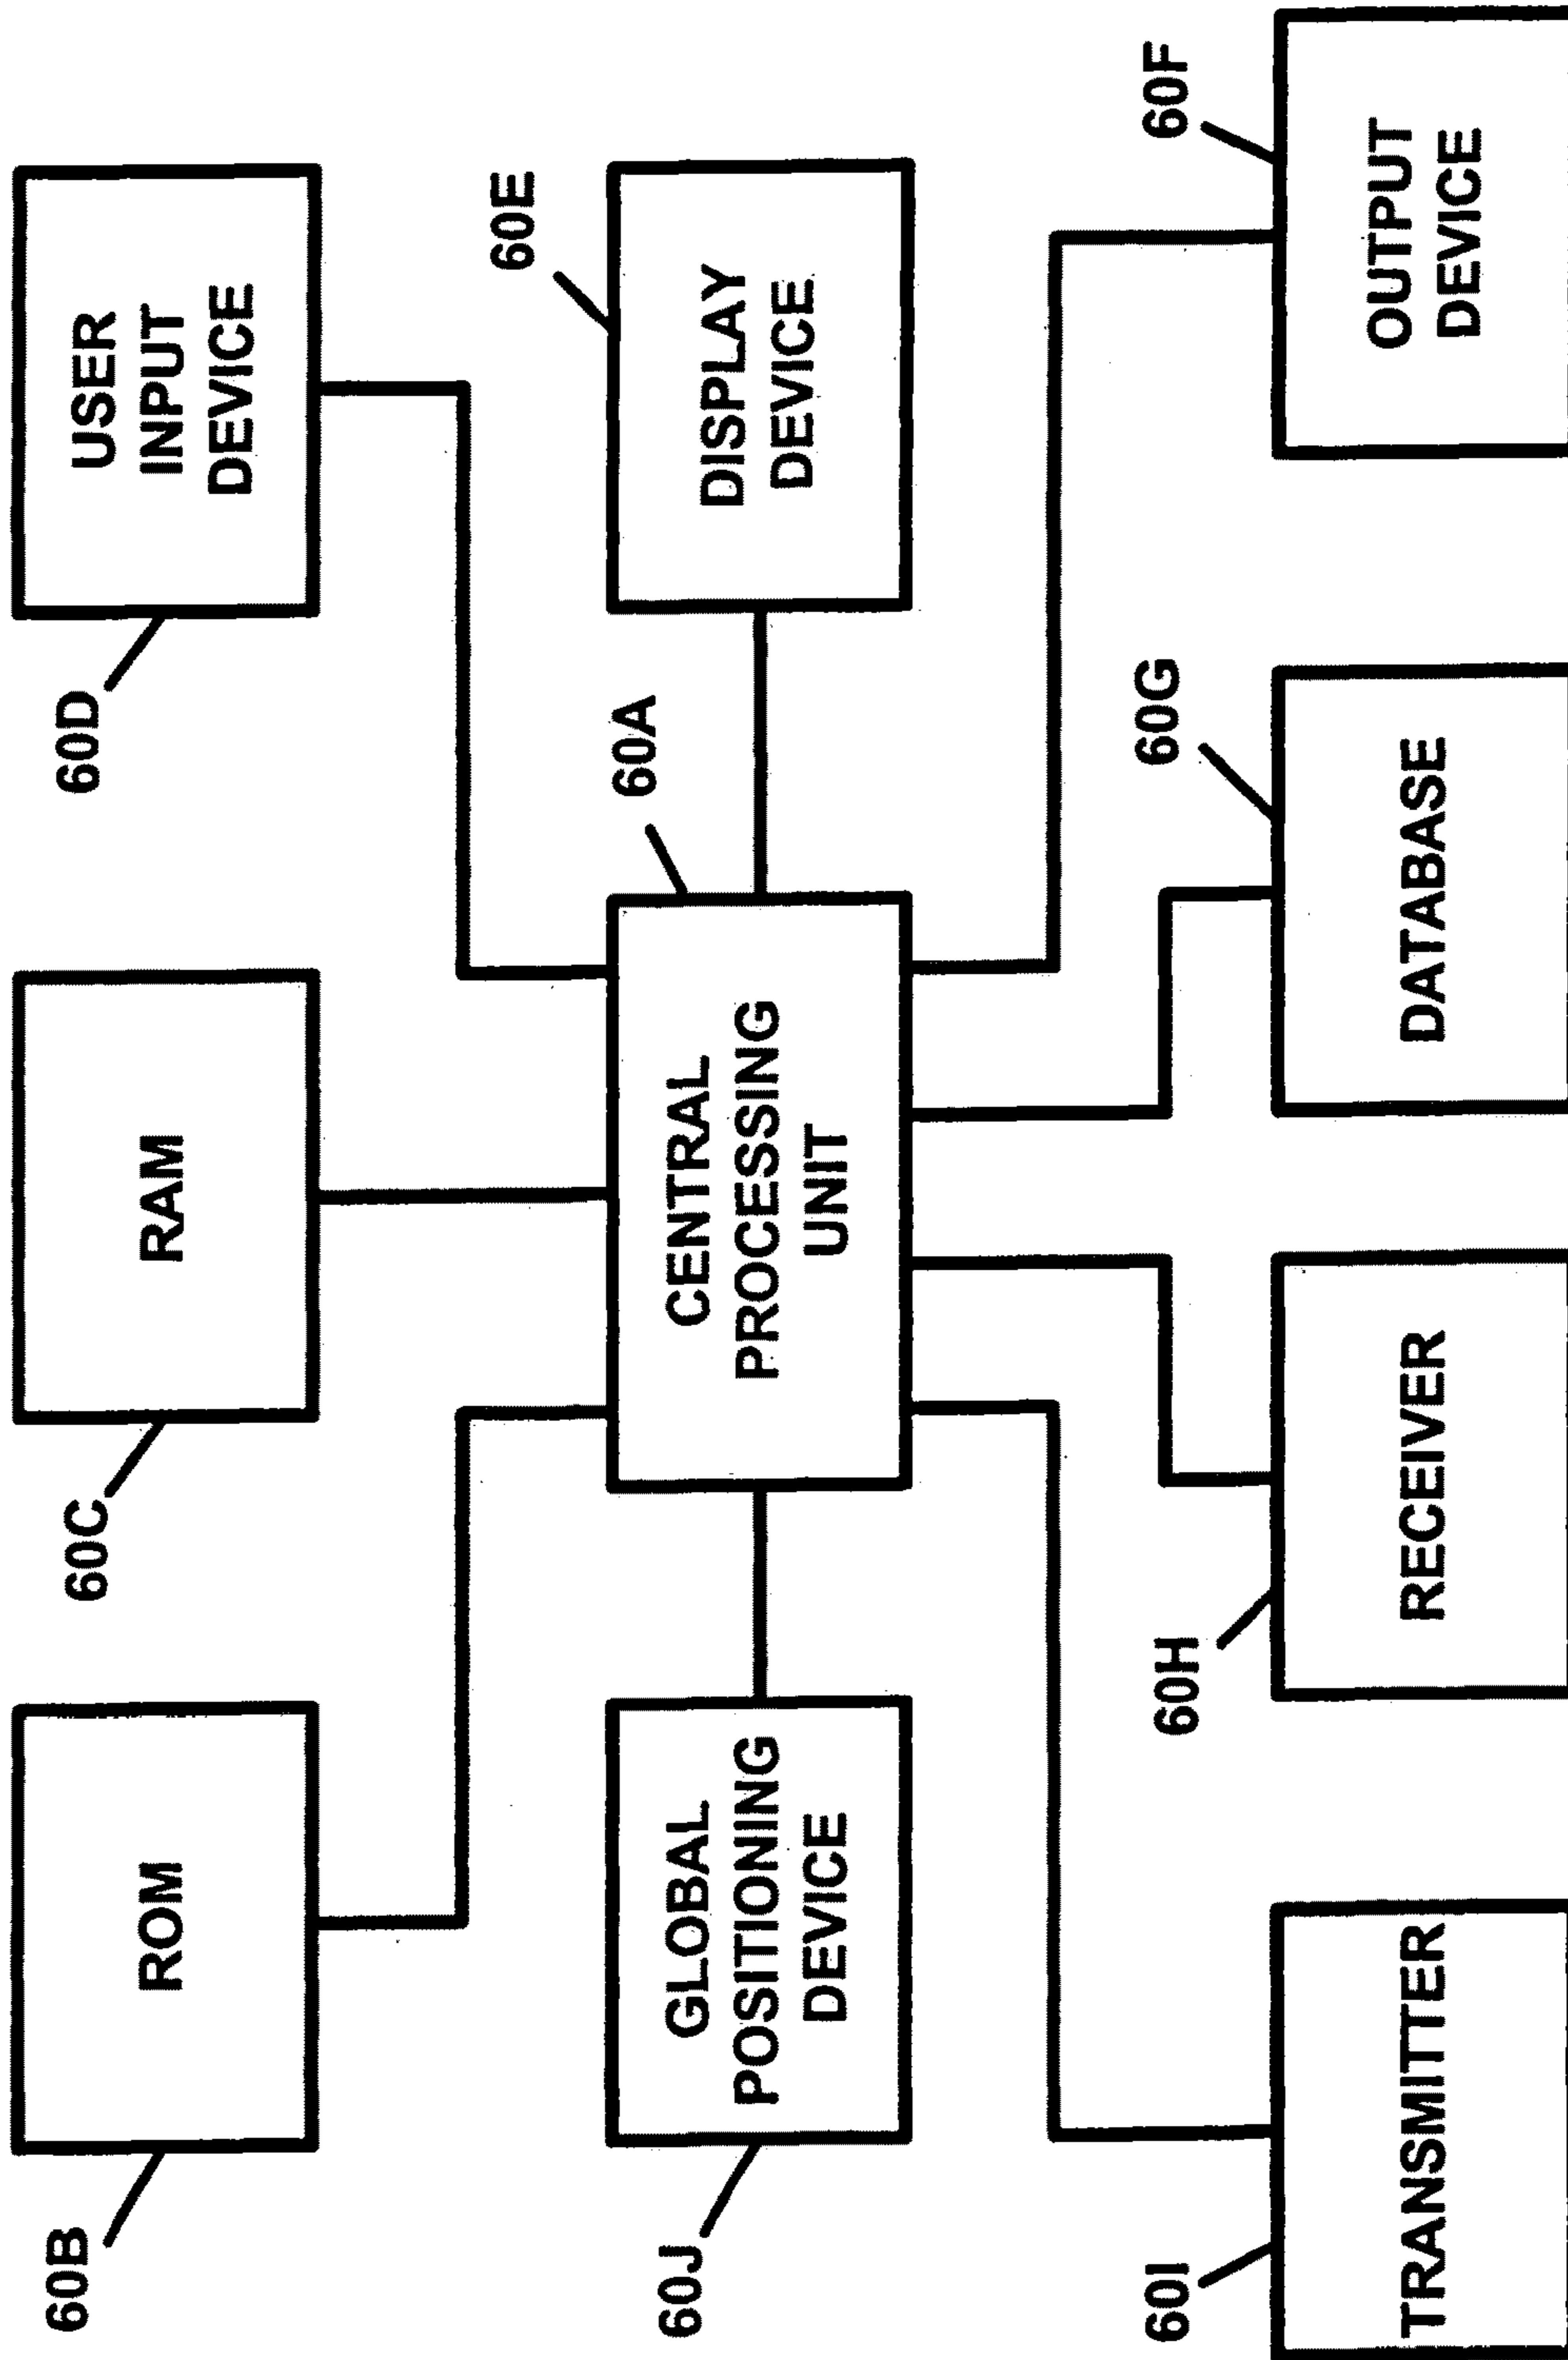 60B
ROM
60C
RAM
60D
USER
INPUT
DEVICE
60J
GLOBAL
POSITIONING
DEVICE
60A
CENTRAL
PROCESSING
UNIT
60E
DISPLAY
DEVICE
60I
TRANSMITTER
60H
RECEIVER
60G
DATABASE
60F
OUTPUT
DEVICE